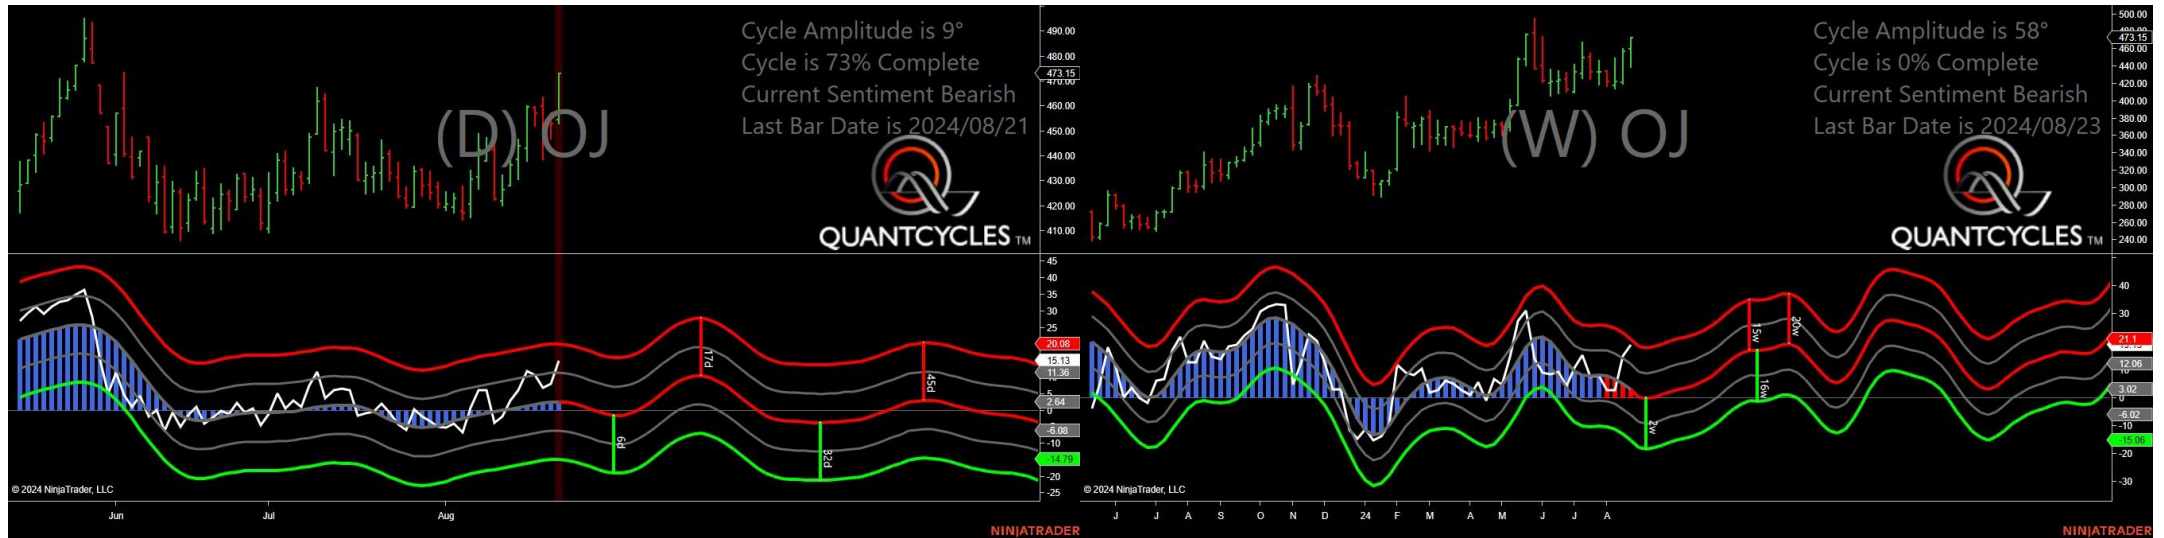 Cycle Amplitude is 9°
Cycle is 73% Complete
Current Sentiment Bearish
Last Bar Date is 2024/08/21
(D) OJ
QUANTCYCLES TM
490.00
480.00
473.15
460.00
450.00
440.00
430.00
420.00
410.00
45
40
35
30
25
20.08
15.13
11.36
2.64
0
-6.08
-10
-14.79
-20
-25
17d
45d
6d
32d
© 2024 NinjaTrader, LLC
Jun
Jul
Aug
NINJATRADER
Cycle Amplitude is 58°
Cycle is 0% Complete
Current Sentiment Bearish
Last Bar Date is 2024/08/23
(W) OJ
QUANTCYCLES TM
500.00
473.15
460.00
440.00
420.00
400.00
380.00
360.00
340.00
320.00
300.00
280.00
260.00
240.00
40
30
21.1
12.06
3.02
-6.02
-10
-15.06
-20
-30
15w
20w
16w
2w
© 2024 NinjaTrader, LLC
J J A S O N D 24 F M A M J J A
NINJATRADER